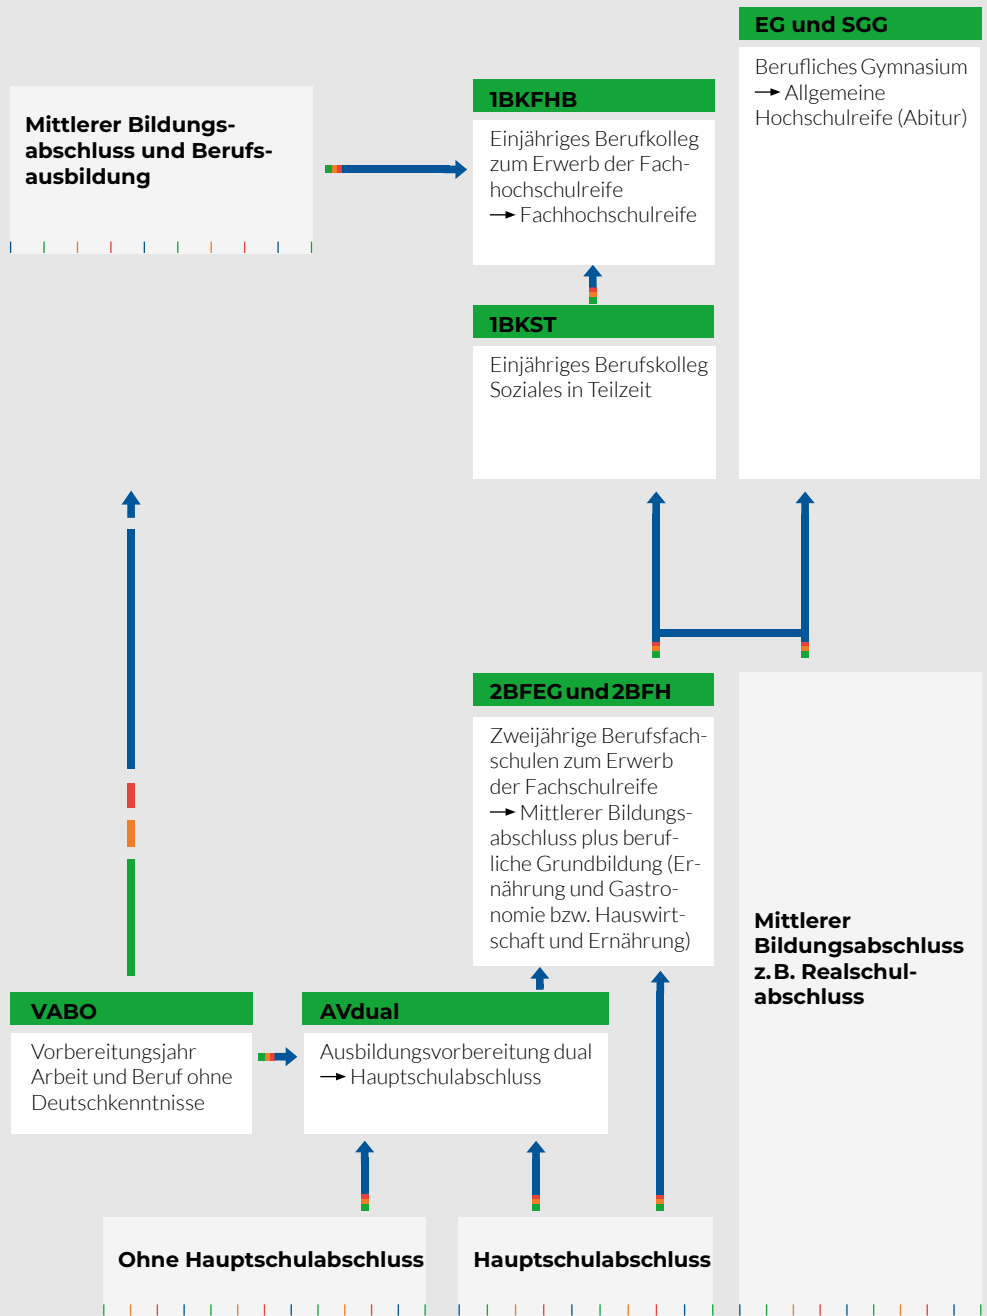 EG und SGG
Berufliches Gymnasium
→ Allgemeine
Hochschulreife (Abitur)
Mittlerer Bildungs-
abschluss und Berufs-
ausbildung
1BKFHB
Einjähriges Berufkolleg
zum Erwerb der Fach-
hochschulreife
→ Fachhochschulreife
1BKST
Einjähriges Berufskolleg
Soziales in Teilzeit
2BFEG und 2BFH
Zweijährige Berufsfach-
schulen zum Erwerb
der Fachschulreife
→ Mittlerer Bildungs-
abschluss plus beruf-
liche Grundbildung (Er-
nährung und Gastro-
nomie bzw. Hauswirt-
schaft und Ernährung)
Mittlerer
Bildungsabschluss
z. B. Realschul-
abschluss
VABO
Vorbereitungsjahr
Arbeit und Beruf ohne
Deutschkenntnisse
AVdual
Ausbildungsvorbereitung dual
→ Hauptschulabschluss
Ohne Hauptschulabschluss
Hauptschulabschluss